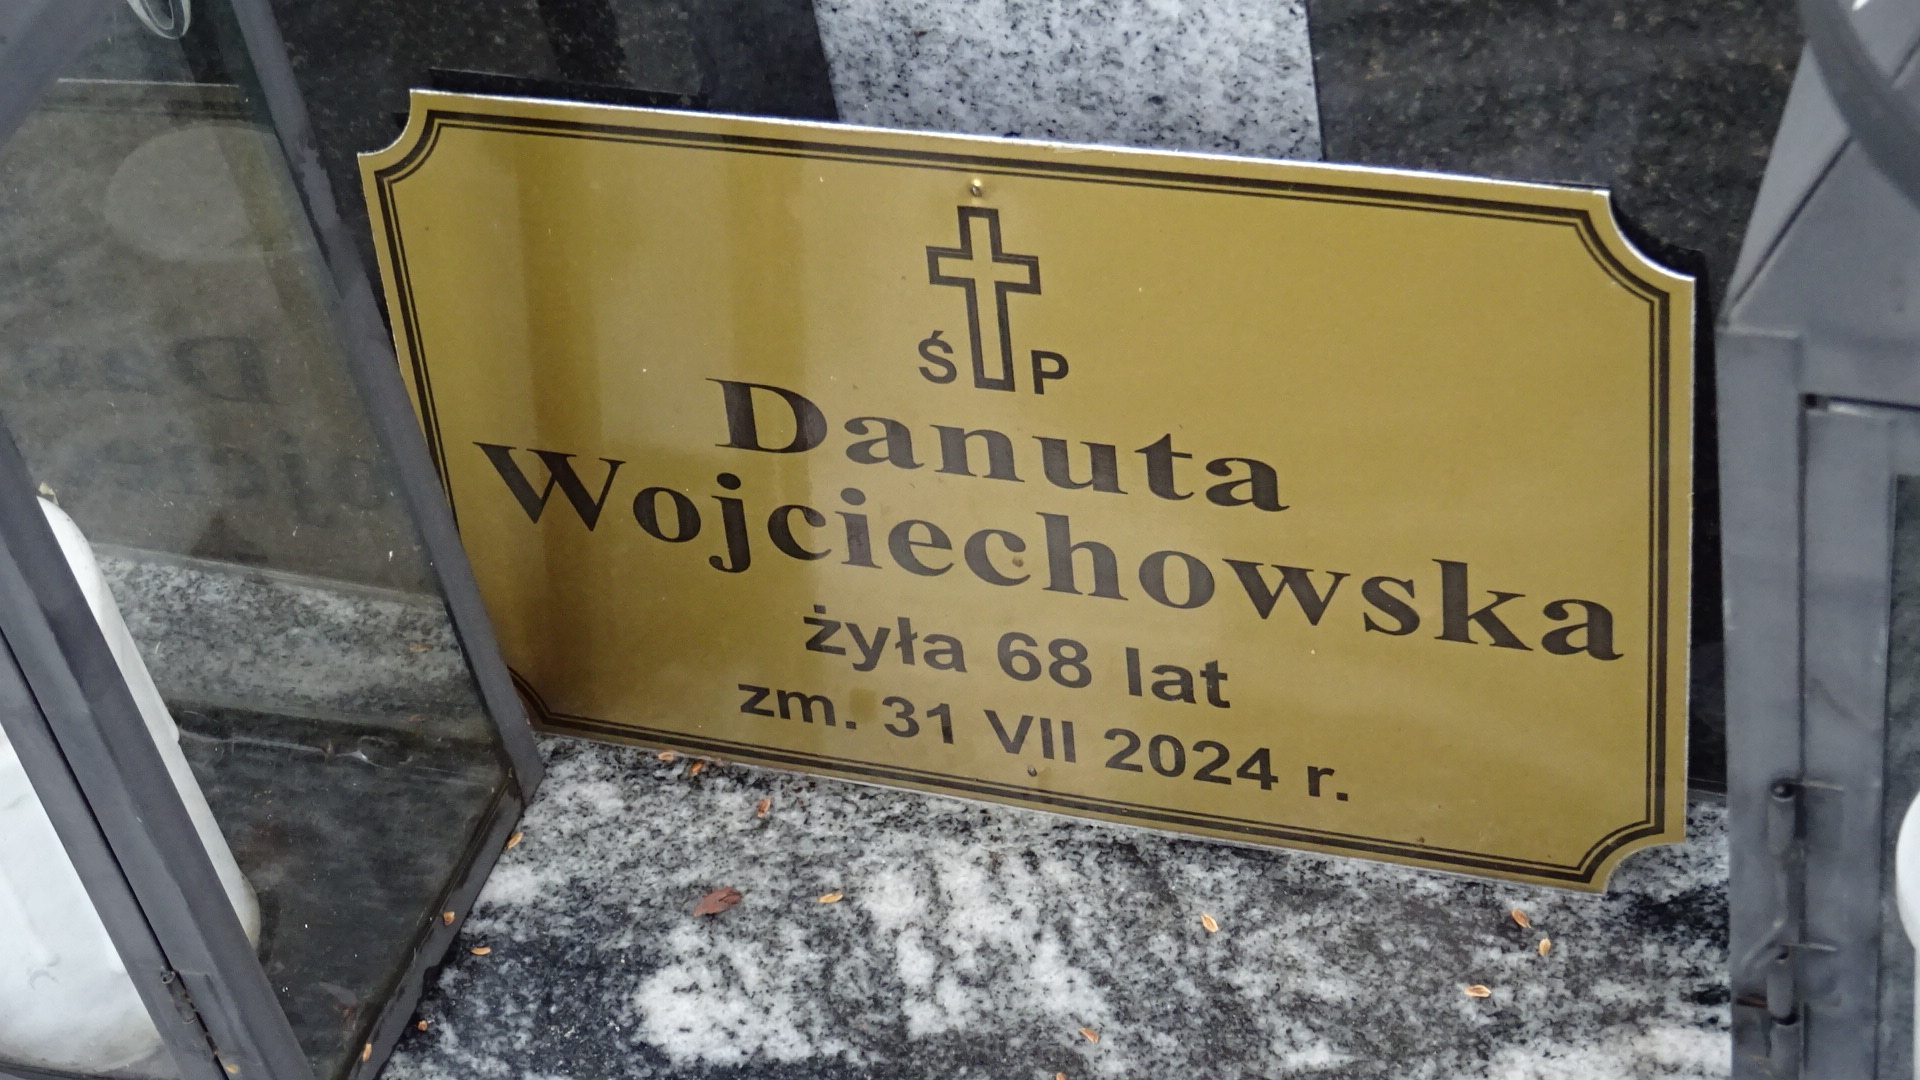 Ś P
Danuta
Wojciechowska
żyła 68 lat
zm. 31 VII 2024 r.